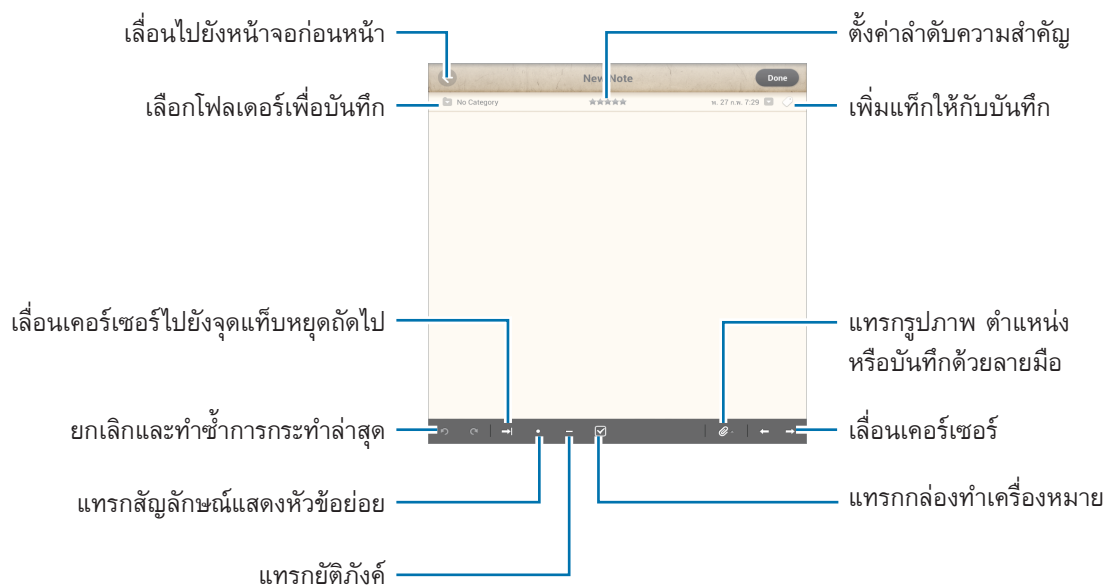 เลื่อนไปยังหน้าจอก่อนหน้า
ตั้งค่าลำดับความสำคัญ
New Note
Done
เลือกโฟลเดอร์เพื่อบันทึก
No Category
พ. 27 ก.พ. 7:29
เพิ่มแท็กให้กับบันทึก
เลื่อนเคอร์เซอร์ไปยังจุดแท็บหยุดถัดไป
แทรกรูปภาพ ตำแหน่ง
หรือบันทึกด้วยลายมือ
ยกเลิกและทำซ้ำการกระทำล่าสุด
เลื่อนเคอร์เซอร์
แทรกสัญลักษณ์แสดงหัวข้อย่อย
แทรกกล่องทำเครื่องหมาย
แทรกยัติภังค์